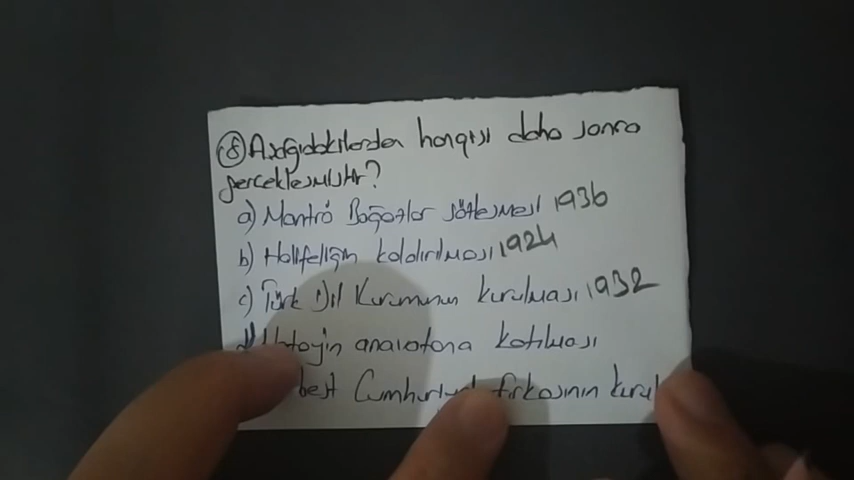 8 Aşağıdakilerden hangisi daha sonra
gerçekleşmiştir?
a) Montrö Boğazlar sözleşmesi 1936
b) Halifeliğin kaldırılması 1924
c) Türk Dil Kurumunun kurulması 1932
anavatana katılması
Cumhuriyet fırkasının kurul